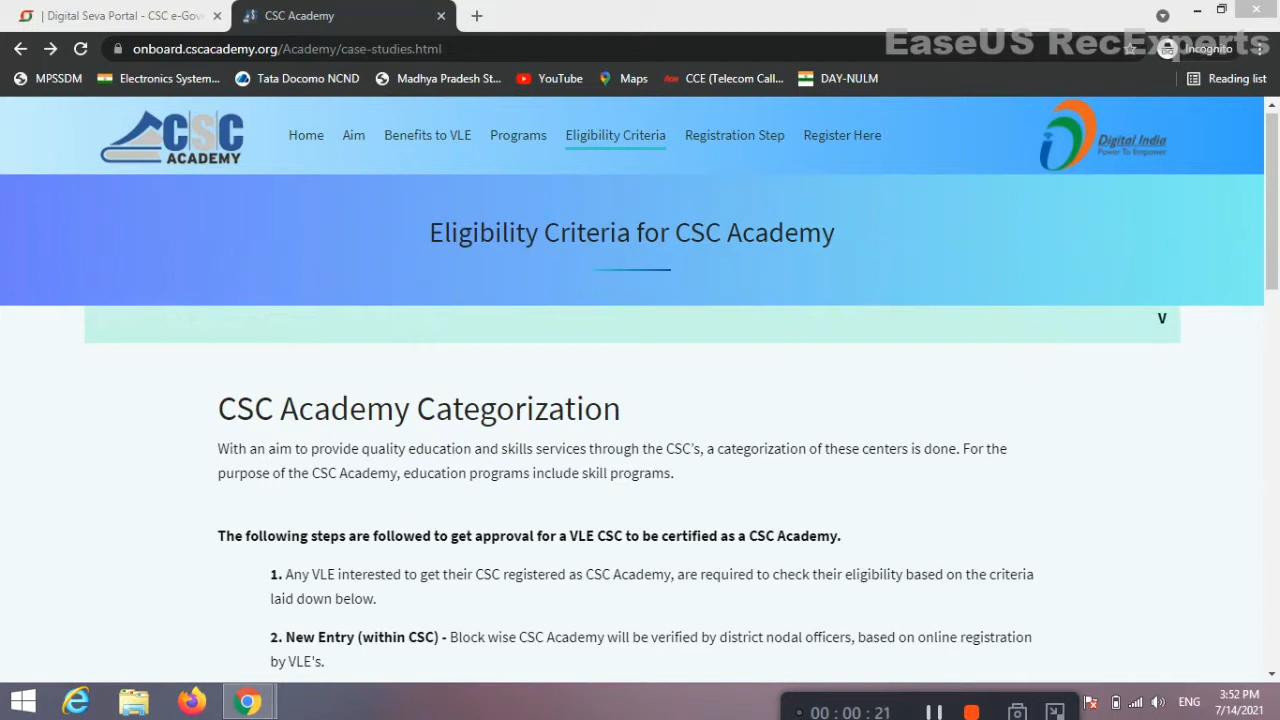 | Digital Seva Portal - CSC e-Gov
CSC Academy
EaseUS RecExperts
onboard.cscacademy.org/Academy/case-studies.html
Incognito
MPSSDM
Electronics System...
Tata Docomo NCND
Madhya Pradesh St...
YouTube
Maps
CCE (Telecom Call...
DAY-NULM
Reading list
CSC
ACADEMY
Home
Aim
Benefits to VLE
Programs
Eligibility Criteria
Registration Step
Register Here
Digital India
Power To Empower
Eligibility Criteria for CSC Academy
V
CSC Academy Categorization
With an aim to provide quality education and skills services through the CSC's, a categorization of these centers is done. For the
purpose of the CSC Academy, education programs include skill programs.
The following steps are followed to get approval for a VLE CSC to be certified as a CSC Academy.
1. Any VLE interested to get their CSC registered as CSC Academy, are required to check their eligibility based on the criteria
laid down below.
2. New Entry (within CSC) - Block wise CSC Academy will be verified by district nodal officers, based on online registration
by VLE's.
00:00:21
ENG
3:52 PM
7/14/2021